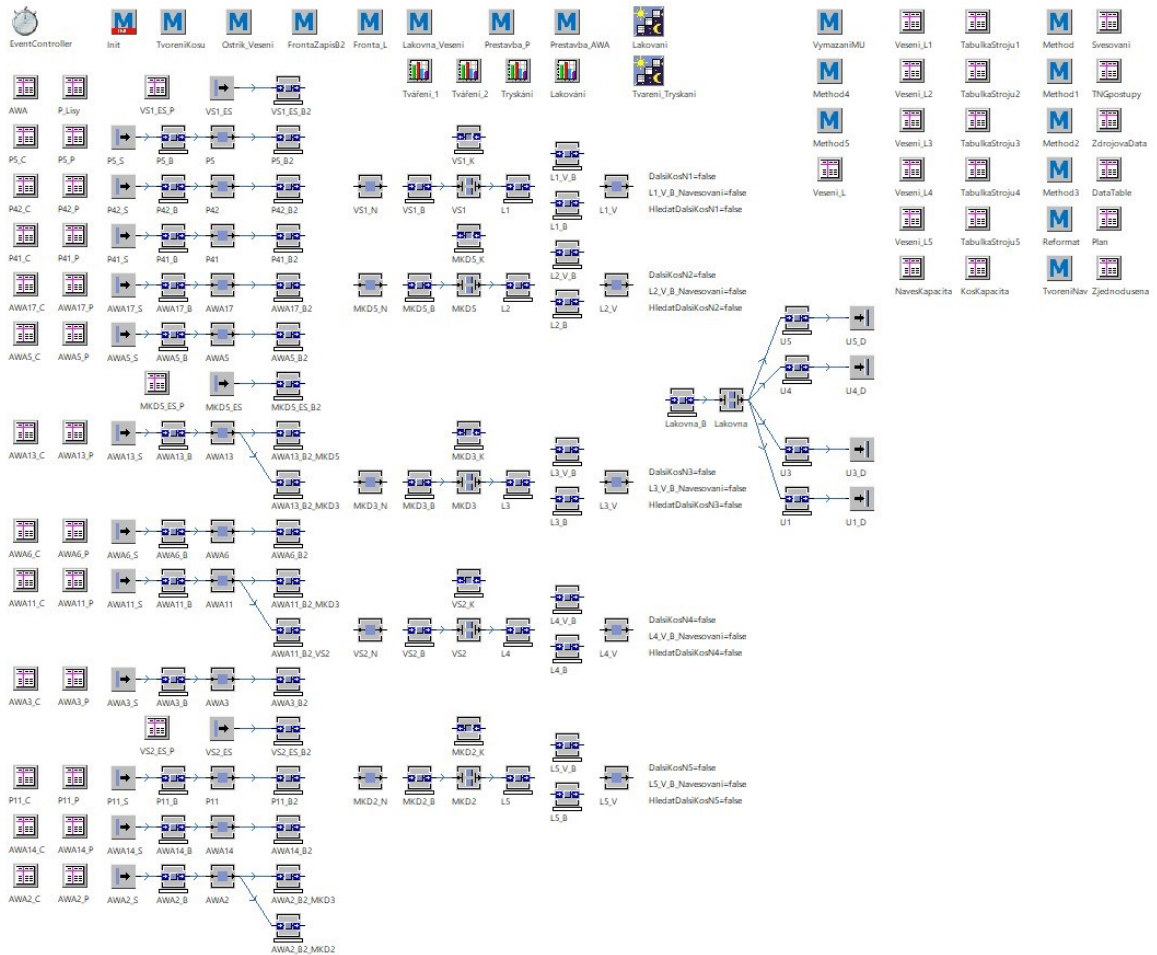 EventController Init TvoreniKosu Ostrik_Veseni FrontaZapisB2 Fronta_L Lakovna_Veseni Prestavba_P Prestavba_AWA Lakovani VymazaniMU Veseni_L1 TabulkaStroju1 Method Svesovani
AWA P_Lisy VS1_ES_P VS1_ES VS1_ES_B2 Tváření_1 Tváření_2 Tryskání Lakování Tvareni_Tryskani Method4 Veseni_L2 TabulkaStroju2 Method1 TNGpostupy
P5_C P5_P P5_S P5_B P5 P5_B2 VS1_K Method5 Veseni_L3 TabulkaStroju3 Method2 ZdrojovaData
L1_V_B DalsiKosN1=false
L1_V_B_Navesovani=false
Veseni_L Veseni_L4 TabulkaStroju4 Method3 DataTable
P42_C P42_P P42_S P42_B P42 P42_B2 VS1_N VS1_B VS1 L1 L1_V HledatDalsiKosN1=false
L1_B
Veseni_L5 TabulkaStroju5 Reformat Plan
P41_C P41_P P41_S P41_B P41 P41_B2 MKD5_K
L2_V_B DalsiKosN2=false
L2_V_B_Navesovani=false
NavesKapacita KosKapacita TvoreniNav Zjednodusena
AWA17_C AWA17_P AWA17_S AWA17_B AWA17 AWA17_B2 MKD5_N MKD5_B MKD5 L2 L2_V HledatDalsiKosN2=false
L2_B
U5 U5_D
AWA5_C AWA5_P AWA5_S AWA5_B AWA5 AWA5_B2
U4 U4_D
MKD5_ES_P MKD5_ES MKD5_ES_B2
Lakovna_B Lakovna
AWA13_C AWA13_P AWA13_S AWA13_B AWA13 AWA13_B2_MKD5 MKD3_K
L3_V_B DalsiKosN3=false
U3 U3_D
L3_V_B_Navesovani=false
AWA13_B2_MKD3 MKD3_N MKD3_B MKD3 L3 L3_V HledatDalsiKosN3=false
L3_B
U1 U1_D
AWA6_C AWA6_P AWA6_S AWA6_B AWA6 AWA6_B2
AWA11_C AWA11_P AWA11_S AWA11_B AWA11 AWA11_B2_MKD3 VS2_K
L4_V_B DalsiKosN4=false
L4_V_B_Navesovani=false
AWA11_B2_VS2 VS2_N VS2_B VS2 L4 L4_V HledatDalsiKosN4=false
L4_B
AWA3_C AWA3_P AWA3_S AWA3_B AWA3 AWA3_B2
VS2_ES_P VS2_ES VS2_ES_B2 MKD2_K
L5_V_B DalsiKosN5=false
L5_V_B_Navesovani=false
P11_C P11_P P11_S P11_B P11 P11_B2 MKD2_N MKD2_B MKD2 L5 L5_V HledatDalsiKosN5=false
L5_B
AWA14_C AWA14_P AWA14_S AWA14_B AWA14 AWA14_B2
AWA2_C AWA2_P AWA2_S AWA2_B AWA2 AWA2_B2_MKD3
AWA2_B2_MKD2